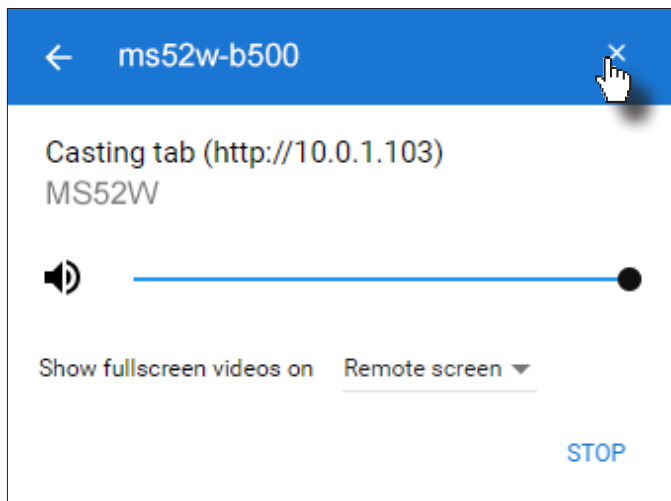 ms52w-b500
Casting tab (http://10.0.1.103)
MS52W
Show fullscreen videos on Remote screen
STOP